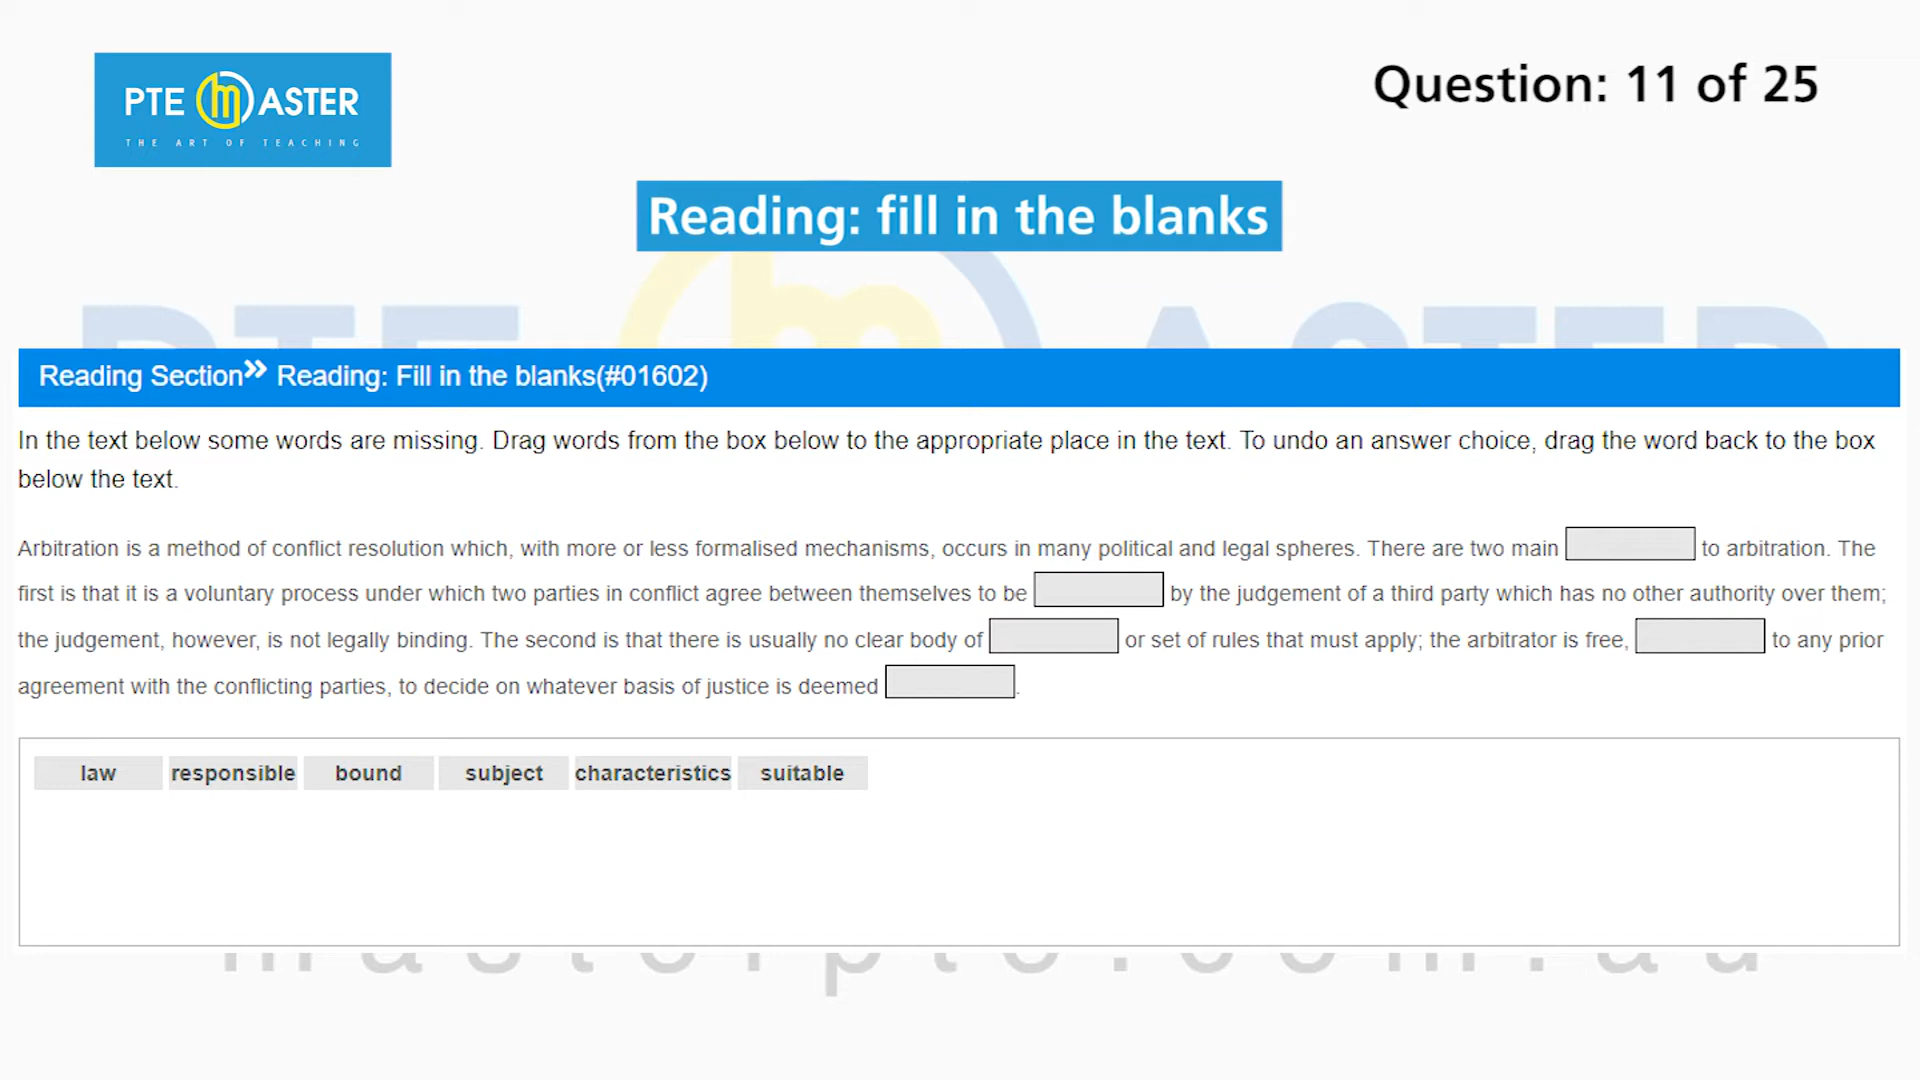 PTE MASTER
THE ART OF TEACHING
Question: 11 of 25
Reading: fill in the blanks
PTE MASTER
Reading Section» Reading: Fill in the blanks(#01602)
In the text below some words are missing. Drag words from the box below to the appropriate place in the text. To undo an answer choice, drag the word back to the box
below the text.
Arbitration is a method of conflict resolution which, with more or less formalised mechanisms, occurs in many political and legal spheres. There are two main to arbitration. The
first is that it is a voluntary process under which two parties in conflict agree between themselves to be by the judgement of a third party which has no other authority over them;
the judgement, however, is not legally binding. The second is that there is usually no clear body of or set of rules that must apply; the arbitrator is free, to any prior
agreement with the conflicting parties, to decide on whatever basis of justice is deemed .
law responsible bound subject characteristics suitable
masterpte.com.au